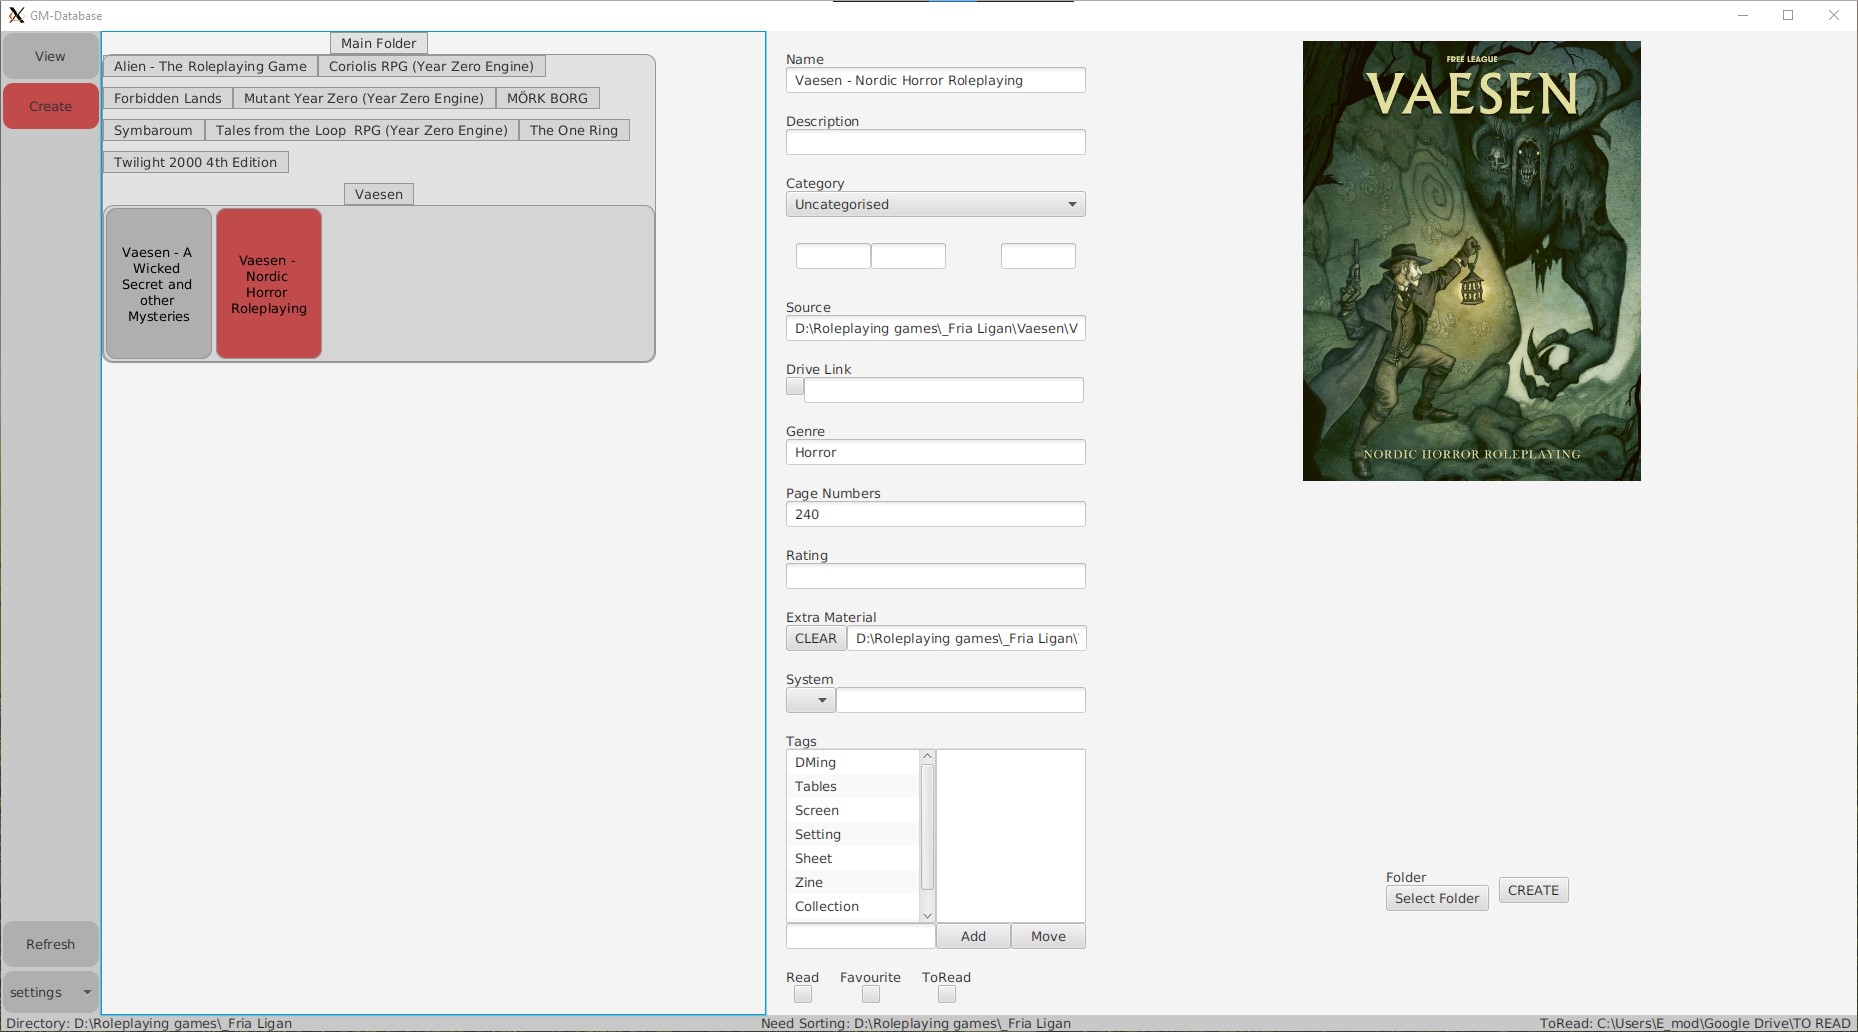 GM-Database
View
Create
Main Folder
Alien - The Roleplaying Game
Coriolis RPG (Year Zero Engine)
Forbidden Lands
Mutant Year Zero (Year Zero Engine)
MÖRK BORG
Symbaroum
Tales from the Loop  RPG (Year Zero Engine)
The One Ring
Twilight 2000 4th Edition
Vaesen
Vaesen - A
Wicked
Secret and
other
Mysteries
Vaesen -
Nordic
Horror
Roleplaying
Name
Vaesen - Nordic Horror Roleplaying
Description
Category
Uncategorised
Source
D:\Roleplaying games\_Fria Ligan\Vaesen\V
Drive Link
Genre
Horror
Page Numbers
240
Rating
Extra Material
CLEAR
D:\Roleplaying games\_Fria Ligan\
System
Tags
DMing
Tables
Screen
Setting
Sheet
Zine
Collection
Add
Move
Read
Favourite
ToRead
FREE LEAGUE
VAESEN
NORDIC HORROR ROLEPLAYING
Folder
Select Folder
CREATE
Refresh
settings
Directory: D:\Roleplaying games\_Fria Ligan
Need Sorting: D:\Roleplaying games\_Fria Ligan
ToRead: C:\Users\E_mod\Google Drive\TO READ